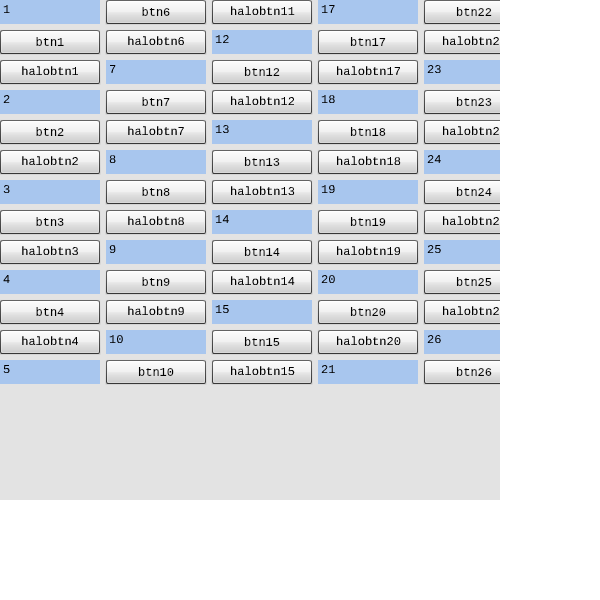 1 btn6 halobtn11 17 btn22
btn1 halobtn6 12 btn17 halobtn2
halobtn1 7 btn12 halobtn17 23
2 btn7 halobtn12 18 btn23
btn2 halobtn7 13 btn18 halobtn2
halobtn2 8 btn13 halobtn18 24
3 btn8 halobtn13 19 btn24
btn3 halobtn8 14 btn19 halobtn2
halobtn3 9 btn14 halobtn19 25
4 btn9 halobtn14 20 btn25
btn4 halobtn9 15 btn20 halobtn2
halobtn4 10 btn15 halobtn20 26
5 btn10 halobtn15 21 btn26